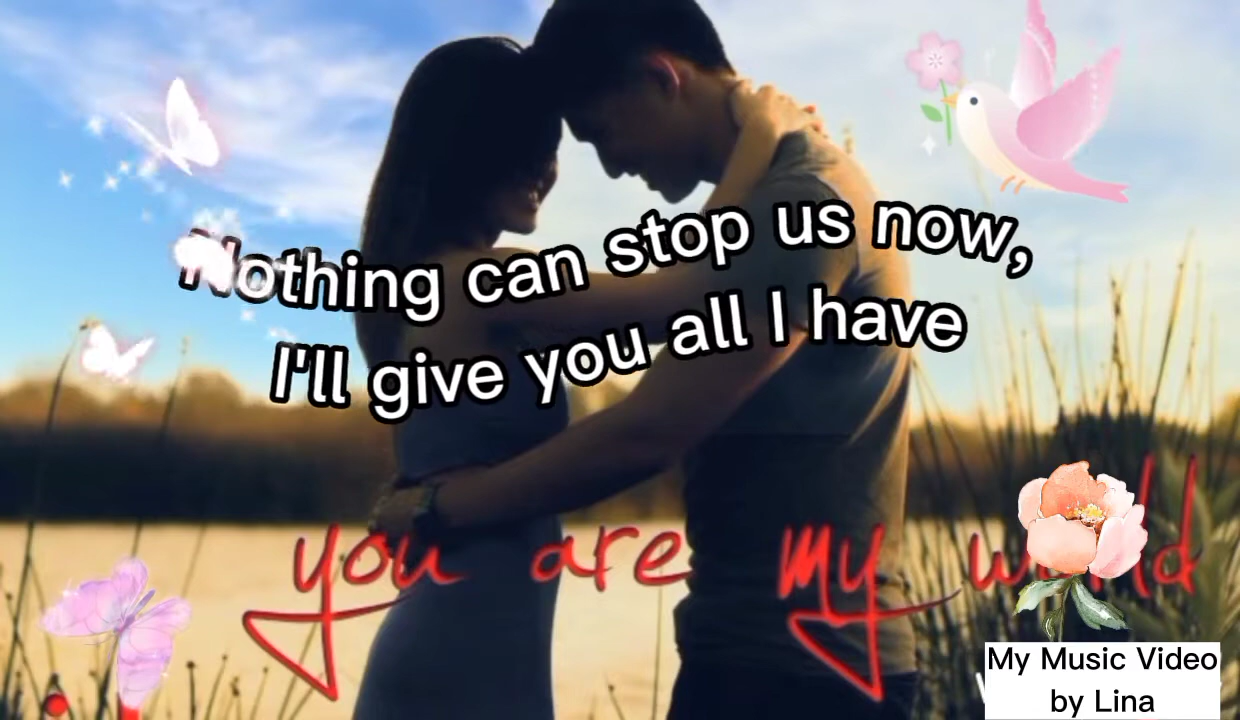 Nothing can stop us now,
I'll give you all I have
you are my world
My Music Video
by Lina